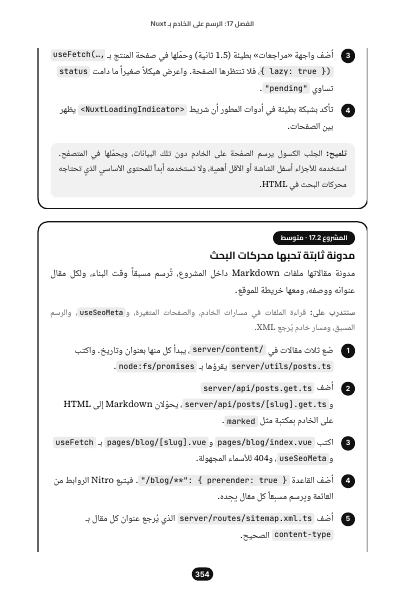 الفصل 17: الرسم على الخادم بـ Nuxt
3 أضف واجهة «مراجعات» بطيئة (1.5 ثانية) وحمّلها في صفحة المنتج بـ useFetch(…,
{ lazy: true }) فلا تنتظرها الصفحة. واعرض هيكلاً صغيراً ما دامت status
تساوي "pending".
4 تأكد بشبكة بطيئة في أدوات المطور أن شريط <NuxtLoadingIndicator> يظهر
بين الصفحات.
تلميح: الجلب الكسول يرسم الصفحة على الخادم دون تلك البيانات، ويحمّلها في المتصفح.
استخدمه للأجزاء أسفل الشاشة أو الأقل أهمية، ولا تستخدمه أبداً للمحتوى الأساسي الذي تحتاجه
محركات البحث في HTML.
المشروع 17.2 · متوسط
مدونة ثابتة تحبها محركات البحث
مدونة مقالاتها ملفات Markdown داخل المشروع، تُرسم مسبقاً وقت البناء، ولكل مقال
عنوانه ووصفه، ومعها خريطة للموقع.
ستتدرب على: قراءة الملفات في مسارات الخادم، والصفحات المتغيرة، و useSeoMeta، والرسم
المسبق، ومسار خادم يُرجع XML.
1 ضع ثلاث مقالات في server/content/، يبدأ كل منها بعنوان وتاريخ. واكتب
server/utils/posts.ts يقرؤها بـ node:fs/promises.
2 أضف server/api/posts.get.ts
و server/api/posts/[slug].get.ts، يحوّلان Markdown إلى HTML
على الخادم بمكتبة مثل marked.
3 اكتب pages/blog/index.vue و pages/blog/[slug].vue بـ useFetch
و useSeoMeta، و404 للأسماء المجهولة.
4 أضف القاعدة "/blog/**": { prerender: true }. فيتبع Nitro الروابط من
القائمة ويرسم مسبقاً كل مقال يجده.
5 أضف server/routes/sitemap.xml.ts الذي يُرجع عنوان كل مقال بـ
content-type الصحيح.
354